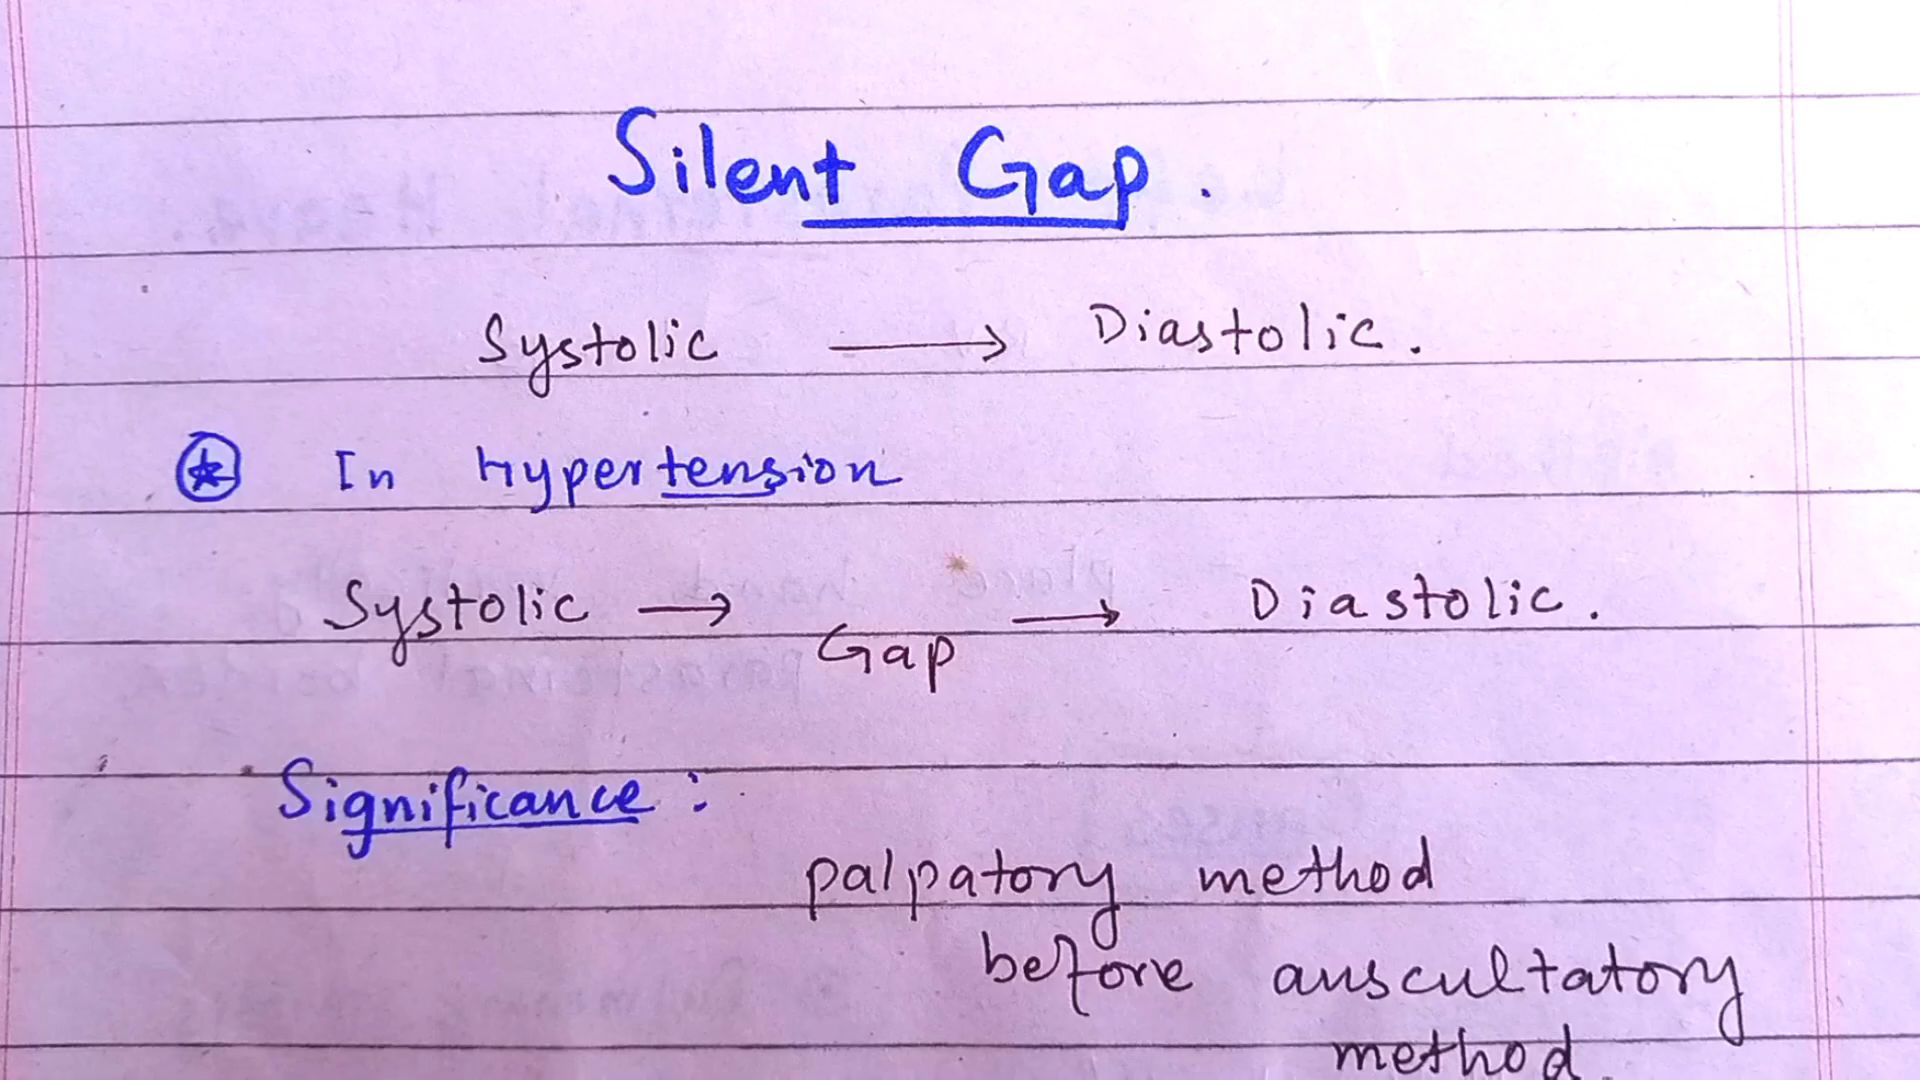 Silent Gap.
Systolic → Diastolic.
In Hypertension
Systolic → Gap → Diastolic.
Significance:
palpatory method
before auscultatory
method.